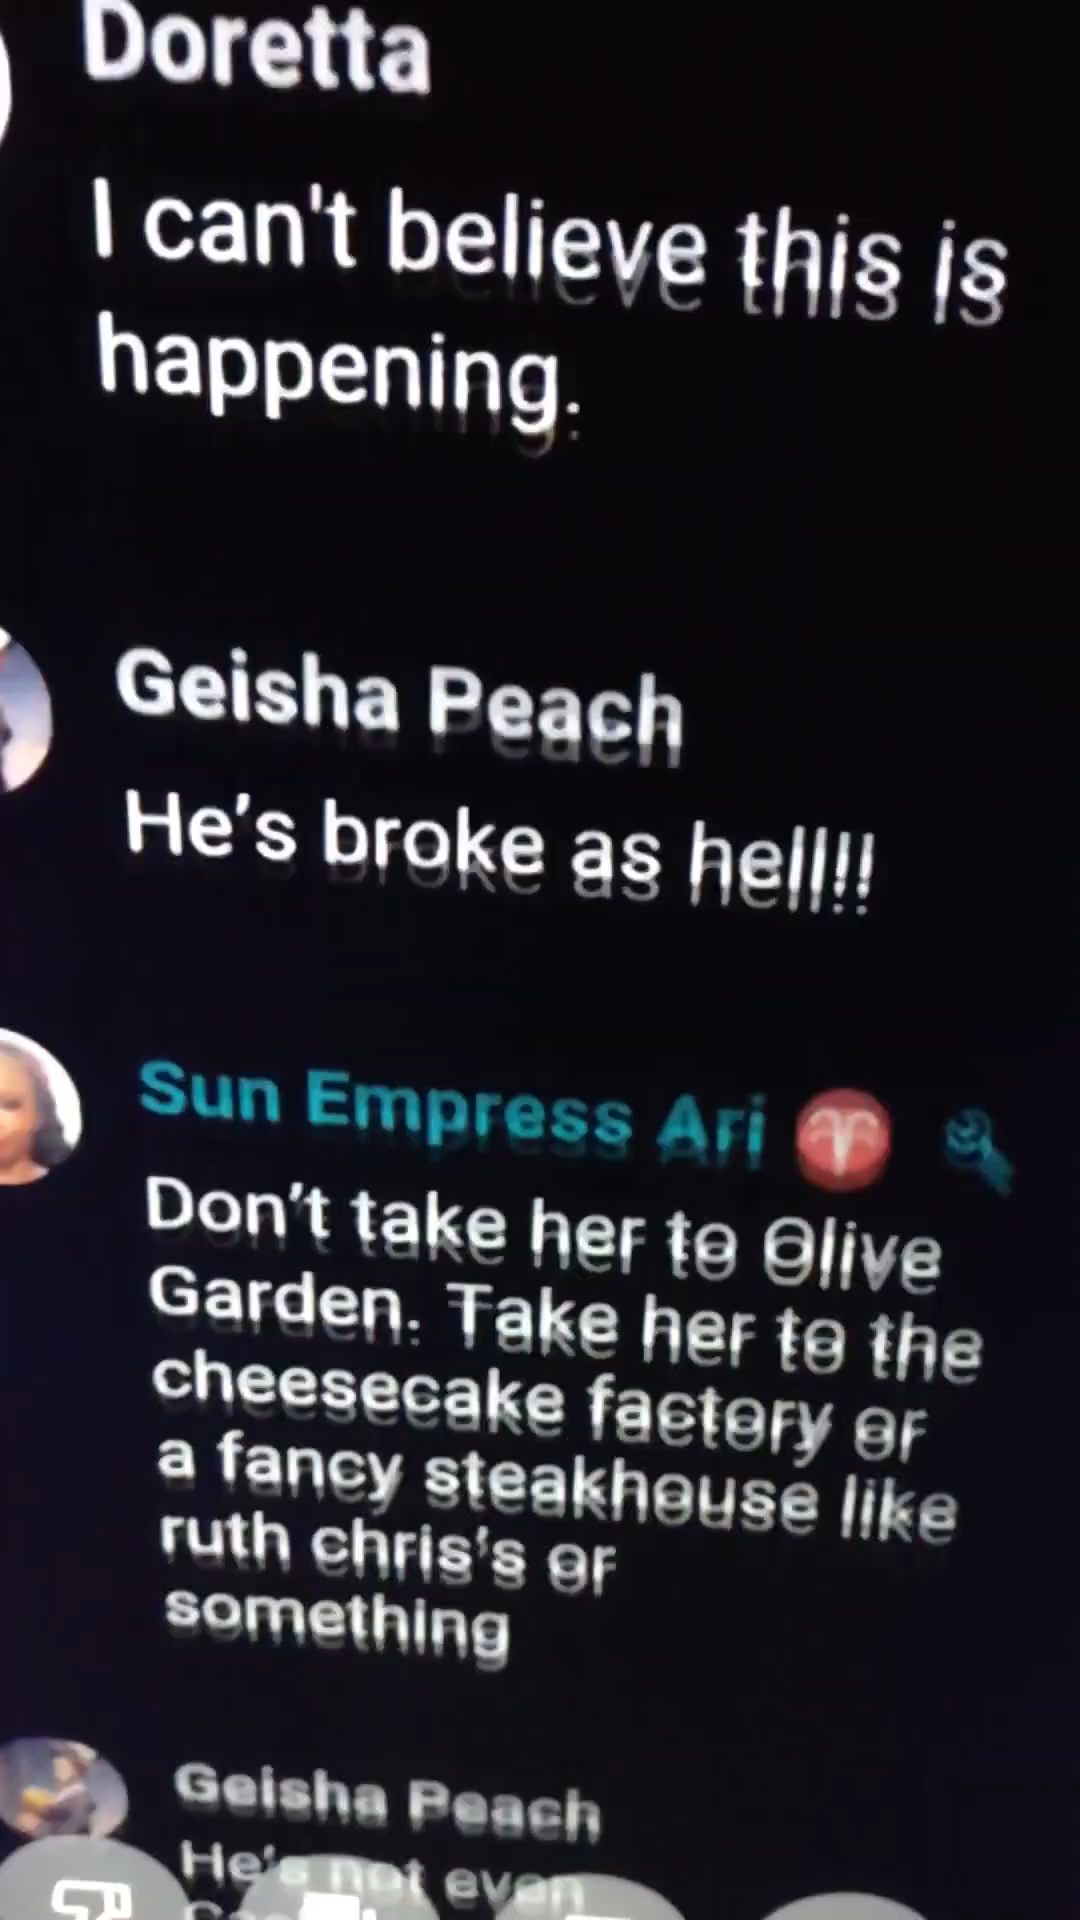 Doretta
I can't believe this is
happening.
Geisha Peach
He's broke as hell!!
Sun Empress Ari ♈
Don't take her to Olive
Garden. Take her to the
cheesecake factory or
a fancy steakhouse like
ruth chris's or
something
Geisha Peach
He's not even